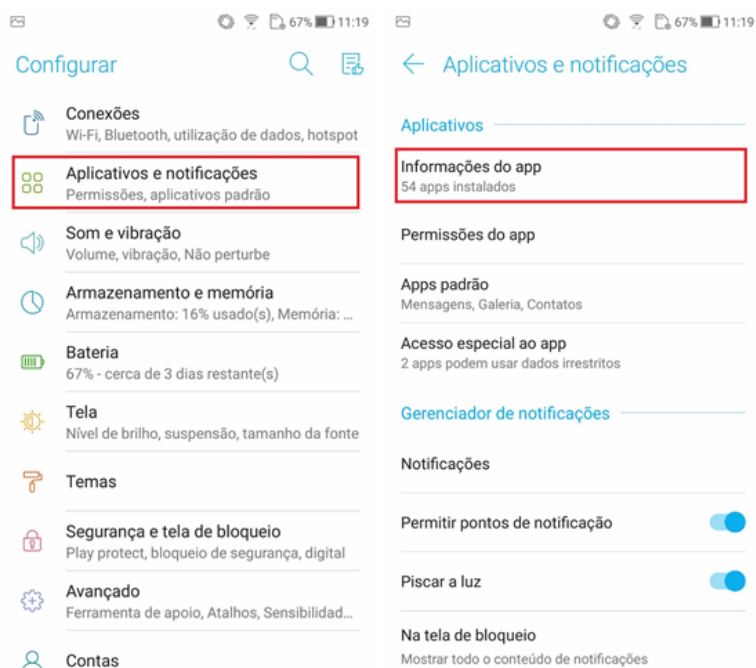 67% 11:19
Configurar
Conexões
Wi-Fi, Bluetooth, utilização de dados, hotspot
Aplicativos e notificações
Permissões, aplicativos padrão
Som e vibração
Volume, vibração, Não perturbe
Armazenamento e memória
Armazenamento: 16% usado(s), Memória: ...
Bateria
67% - cerca de 3 dias restante(s)
Tela
Nível de brilho, suspensão, tamanho da fonte
Temas
Segurança e tela de bloqueio
Play protect, bloqueio de segurança, digital
Avançado
Ferramenta de apoio, Atalhos, Sensibilidad...
Contas
67% 11:19
Aplicativos e notificações
Aplicativos
Informações do app
54 apps instalados
Permissões do app
Apps padrão
Mensagens, Galeria, Contatos
Acesso especial ao app
2 apps podem usar dados irrestritos
Gerenciador de notificações
Notificações
Permitir pontos de notificação
Piscar a luz
Na tela de bloqueio
Mostrar todo o conteúdo de notificações